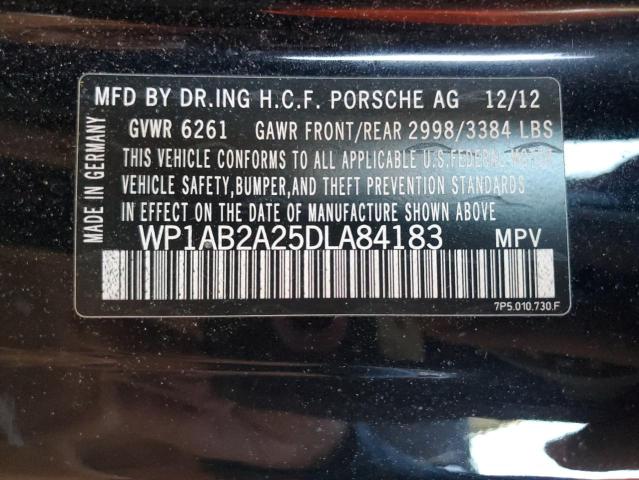 MFD BY DR.ING H.C.F. PORSCHE AG 12/12
GVWR 6261 GAWR FRONT/REAR 2998/3384 LBS
THIS VEHICLE CONFORMS TO ALL APPLICABLE U.S.FEDERAL MOTOR
VEHICLE SAFETY,BUMPER,AND THEFT PREVENTION STANDARDS
IN EFFECT ON THE DATE OF MANUFACTURE SHOWN ABOVE
WP1AB2A25DLA84183 MPV
7P5.010.730.F
MADE IN GERMANY